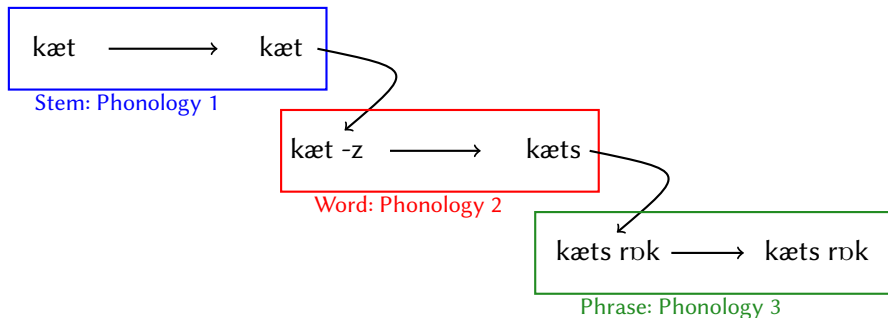 kæt kæt
Stem: Phonology 1
kæt -z kæts
Word: Phonology 2
kæts rɒk kæts rɒk
Phrase: Phonology 3